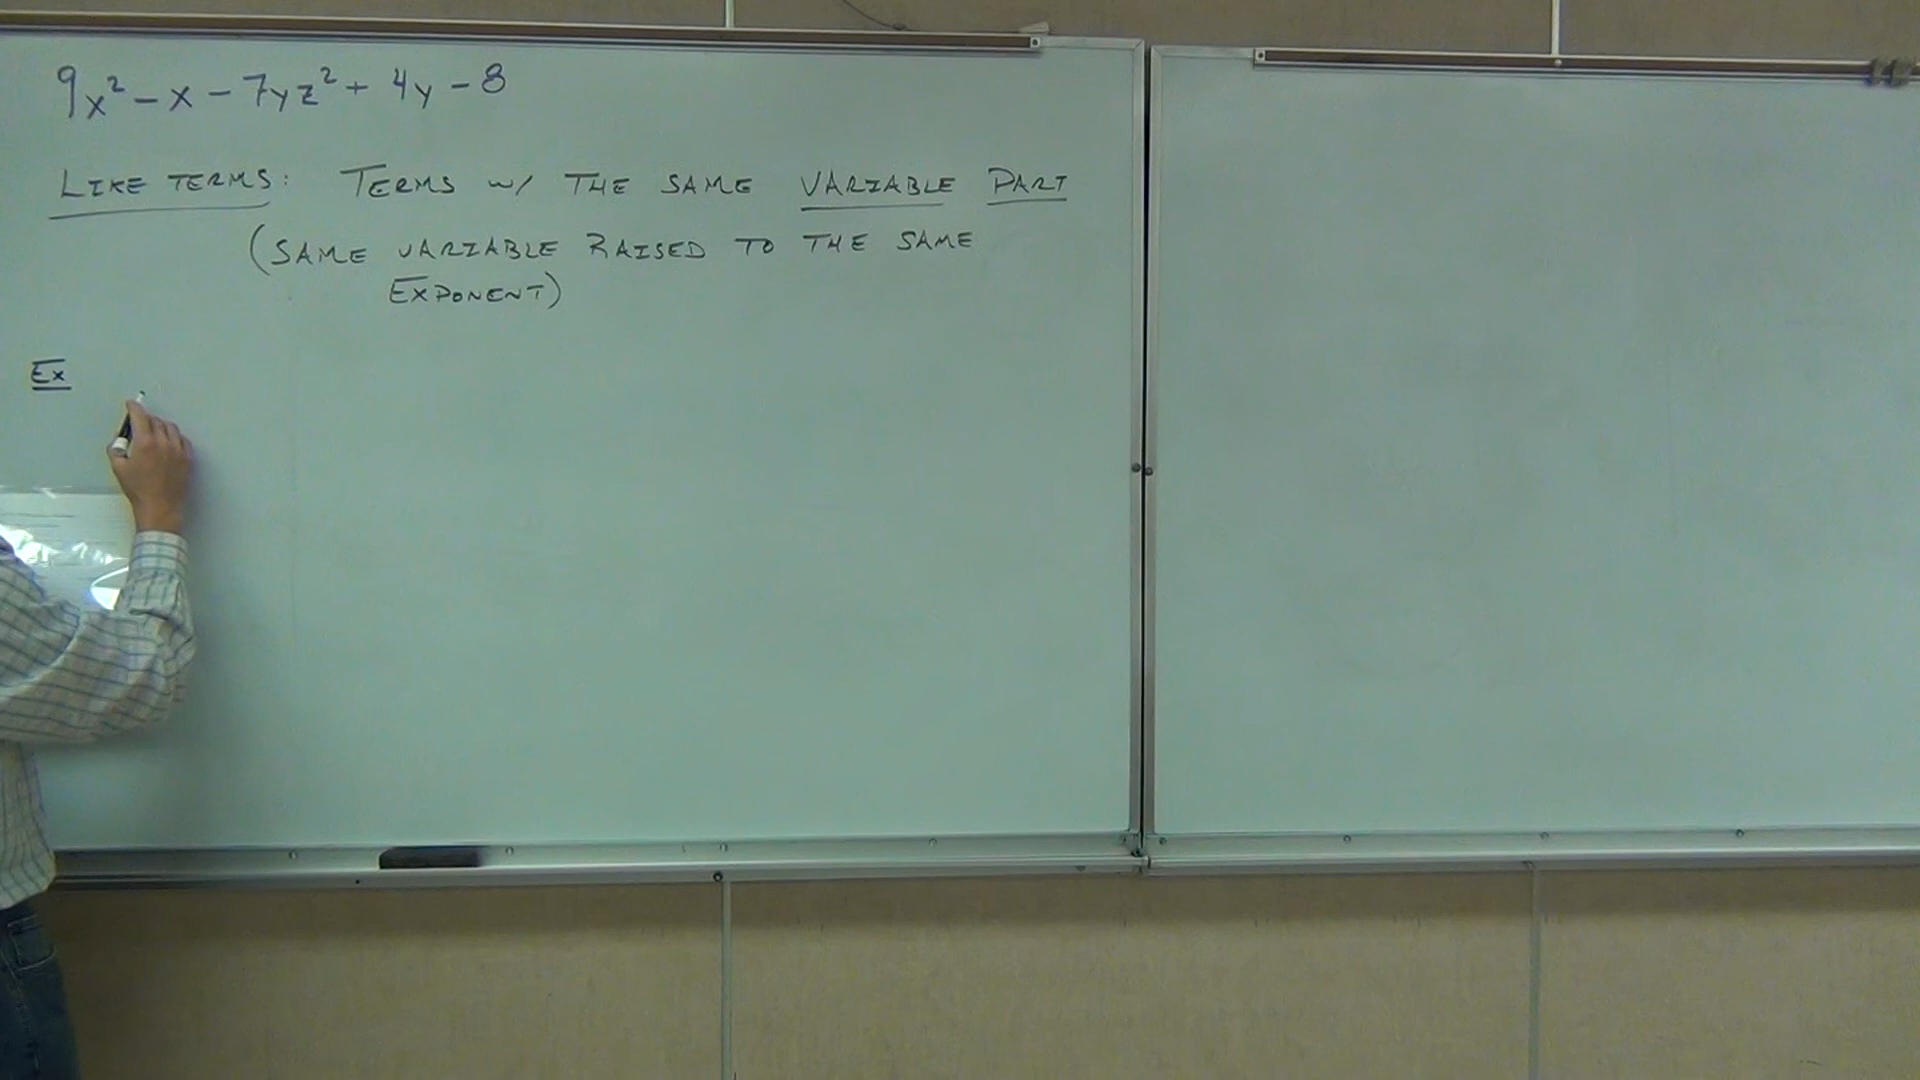 9x² - x - 7yz² + 4y - 8
LIKE TERMS: TERMS W/ THE SAME VARIABLE PART
(SAME VARIABLE RAISED TO THE SAME
EXPONENT)
Ex